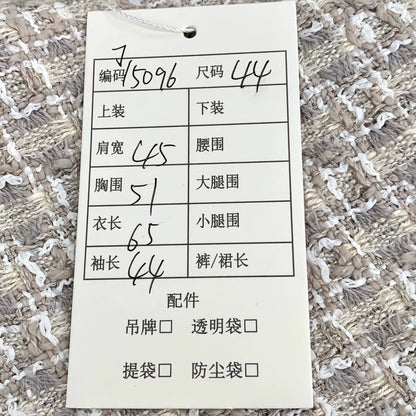 J
编码 15096 尺码 44
上装 下装
肩宽 45 腰围
胸围 51 大腿围
衣长 65 小腿围
袖长 44 裤/裙长
配件
吊牌□ 透明袋□
提袋□ 防尘袋□